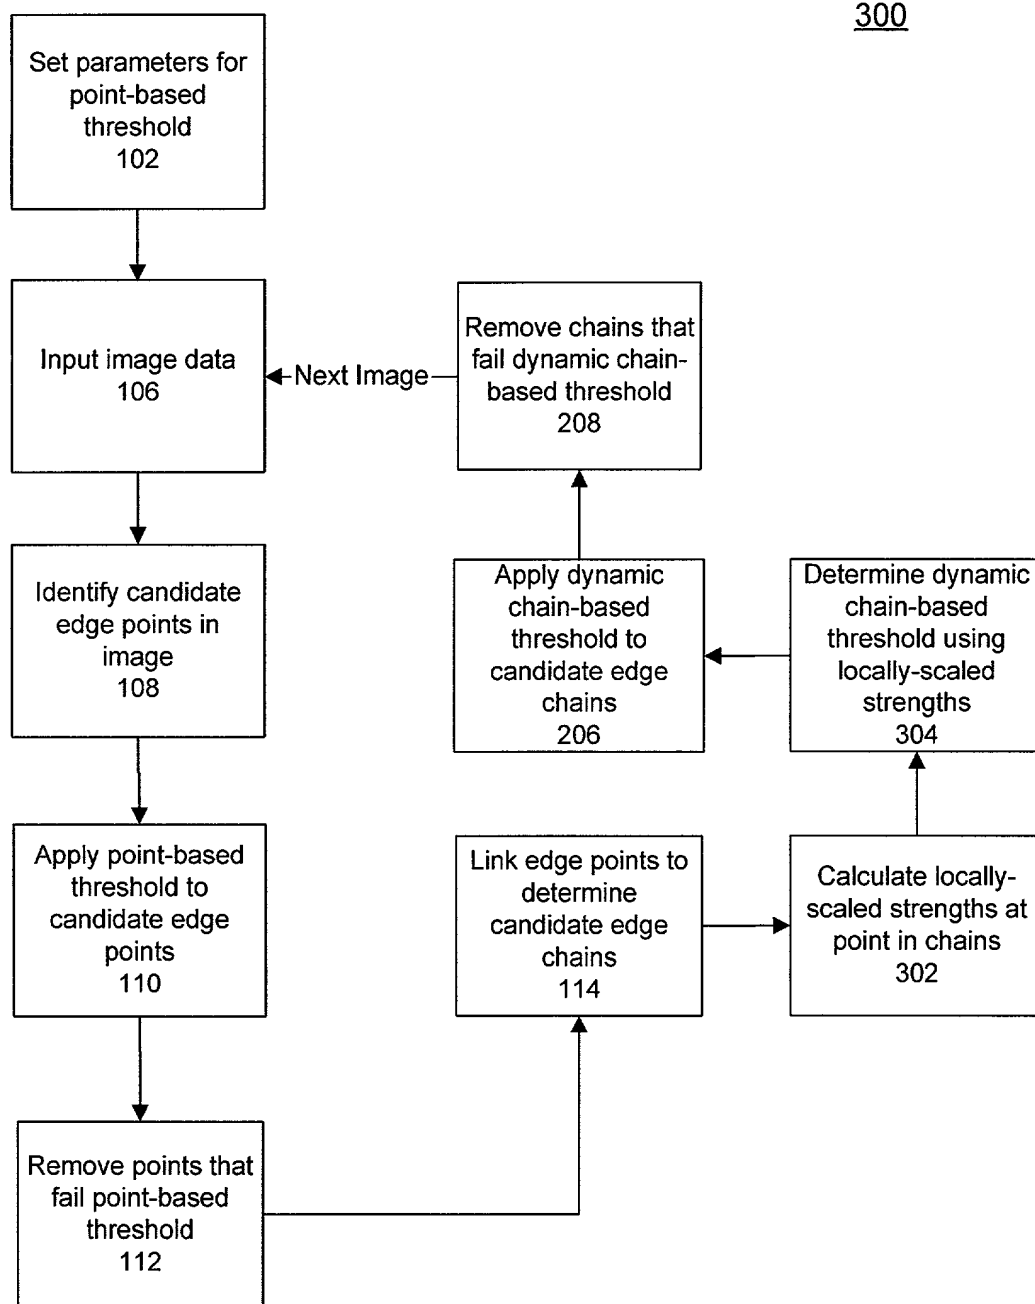 300
Set parameters for
point-based
threshold
102
Input image data
106
Next Image
Remove chains that
fail dynamic chain-
based threshold
208
Identify candidate
edge points in
image
108
Apply dynamic
chain-based
threshold to
candidate edge
chains
206
Determine dynamic
chain-based
threshold using
locally-scaled
strengths
304
Apply point-based
threshold to
candidate edge
points
110
Link edge points to
determine
candidate edge
chains
114
Calculate locally-
scaled strengths at
point in chains
302
Remove points that
fail point-based
threshold
112